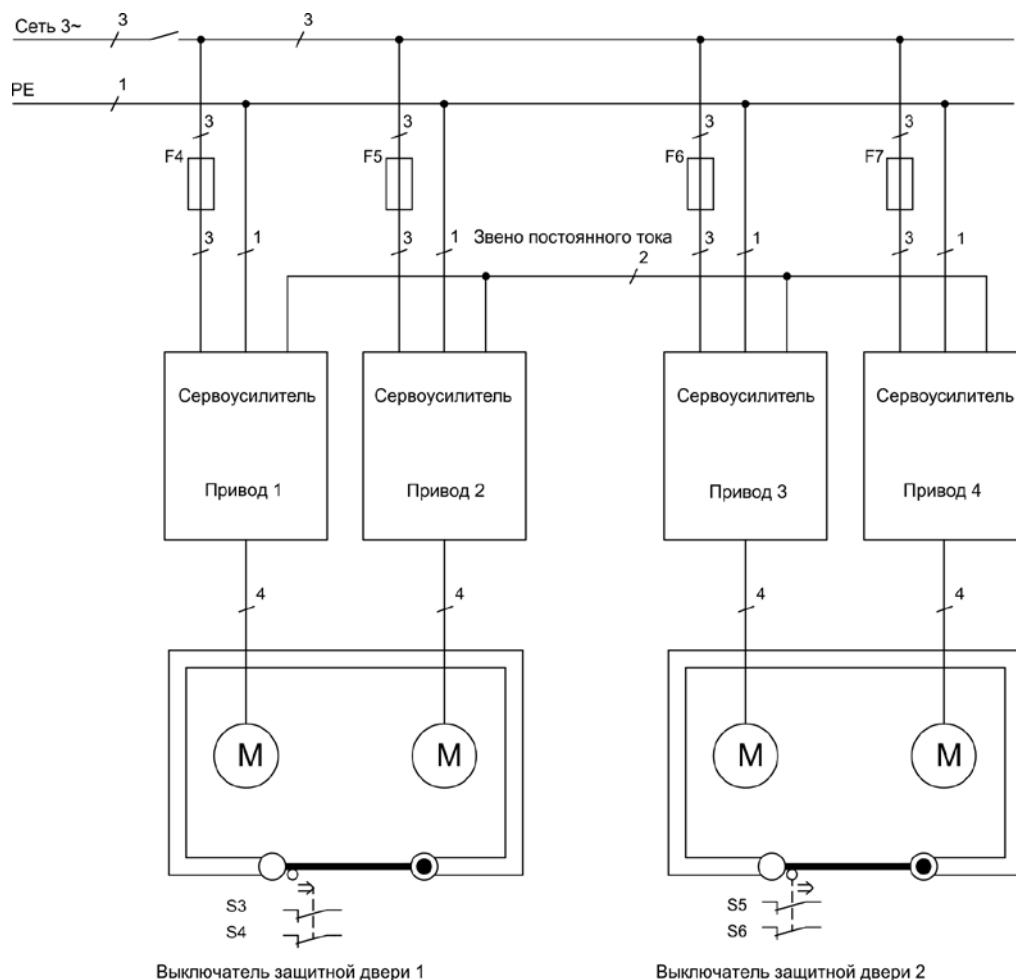 Сеть 3~ 3 3
PE 1
3 3 3 3
F4 F5 F6 F7
3 1 3 1 Звено постоянного тока 3 1 3 1
2
Сервоусилитель Сервоусилитель Сервоусилитель Сервоусилитель
Привод 1 Привод 2 Привод 3 Привод 4
4 4 4 4
M M M M
S3 S5
S4 S6
Выключатель защитной двери 1 Выключатель защитной двери 2